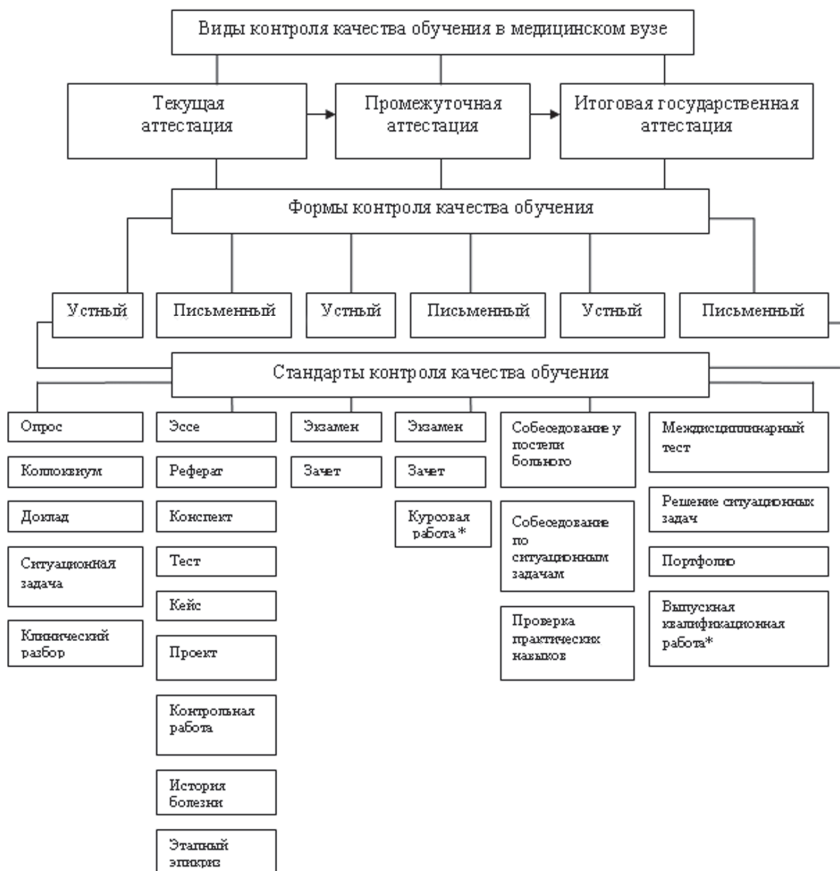 Виды контроля качества обучения в медицинском вузе
Текущая
аттестация
Промежуточная
аттестация
Итоговая государственная
аттестация
Формы контроля качества обучения
Устный
Письменный
Устный
Письменный
Устный
Письменный
Стандарты контроля качества обучения
Опрос
Коллоквиум
Доклад
Ситуационная
задача
Клинический
разбор
Эссе
Реферат
Конспект
Тест
Кейс
Проект
Контрольная
работа
История
болезни
Этапный
эпикриз
Экзамен
Зачет
Экзамен
Зачет
Курсовая
работа*
Собеседование у
постели
больного
Собеседование
по
ситуационным
задачам
Проверка
практических
навыков
Междисциплинарный
тест
Решение ситуационных
задач
Портфолио
Выпускная
квалификационная
работа*